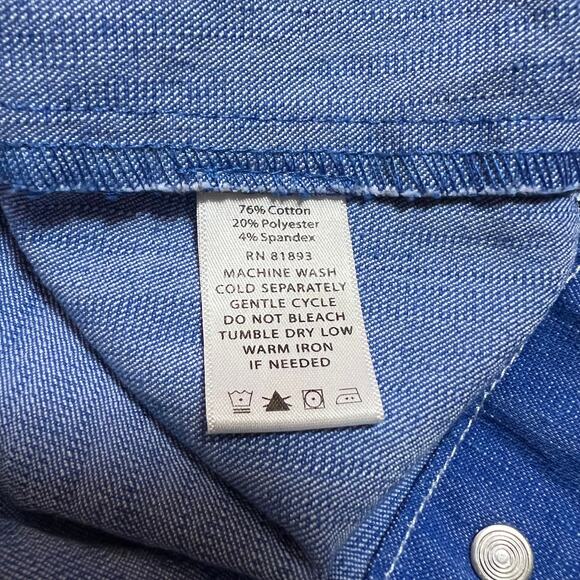 76% Cotton
20% Polyester
4% Spandex
RN 81893
MACHINE WASH
COLD SEPARATELY
GENTLE CYCLE
DO NOT BLEACH
TUMBLE DRY LOW
WARM IRON
IF NEEDED